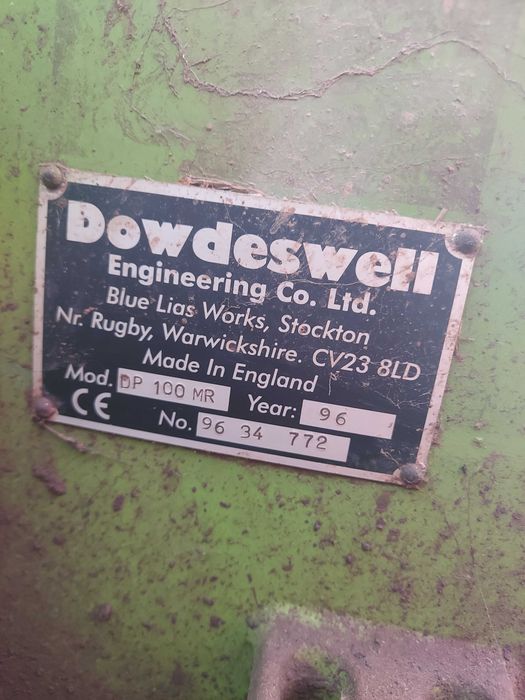 Dowdeswell
Engineering Co. Ltd.
Blue Lias Works, Stockton
Nr. Rugby, Warwickshire. CV23 8LD
Made In England
Mod. DP 100 MR Year: 96
CE No. 96 34 772